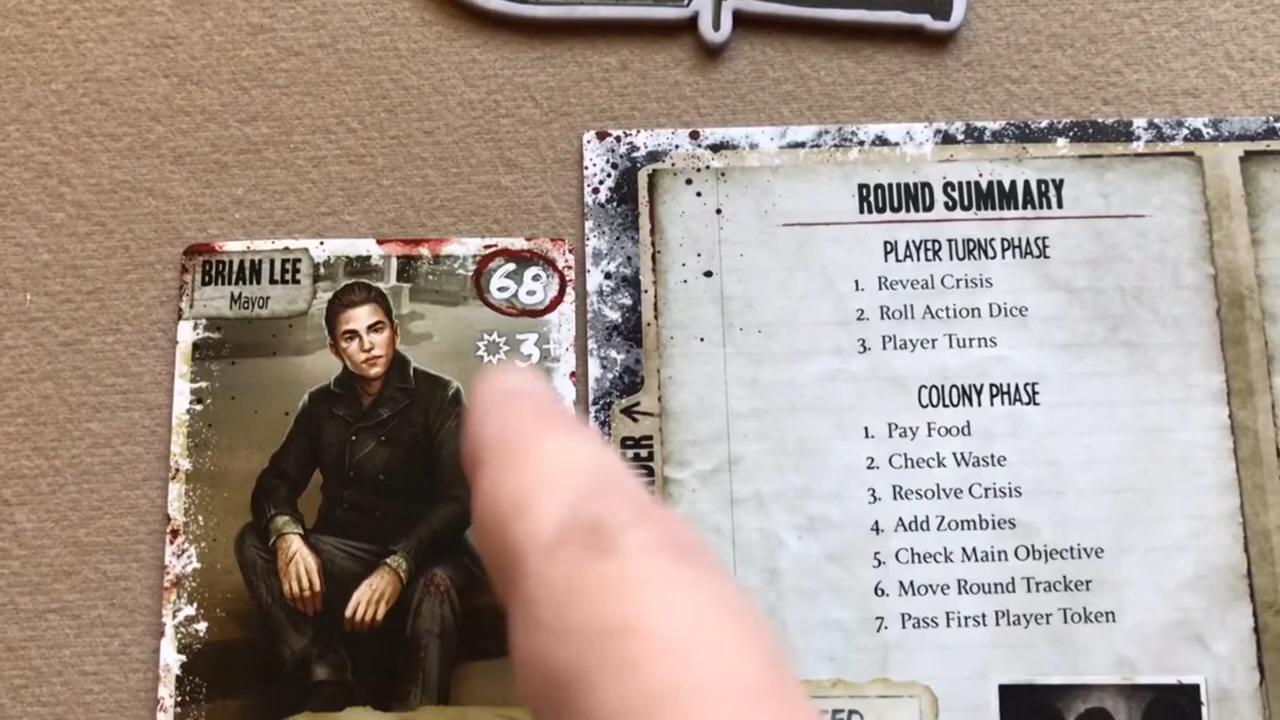 BRIAN LEE
Mayor
68
3+
ROUND SUMMARY
PLAYER TURNS PHASE
1. Reveal Crisis
2. Roll Action Dice
3. Player Turns
COLONY PHASE
1. Pay Food
2. Check Waste
3. Resolve Crisis
4. Add Zombies
5. Check Main Objective
6. Move Round Tracker
7. Pass First Player Token